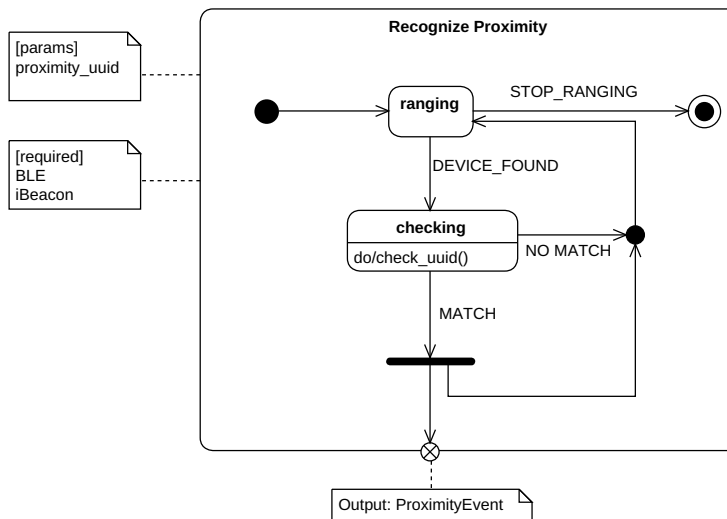 Recognize Proximity
[params]
proximity_uuid
ranging
STOP_RANGING
[required]
BLE
iBeacon
DEVICE_FOUND
checking
do/check_uuid()
NO MATCH
MATCH
Output: ProximityEvent